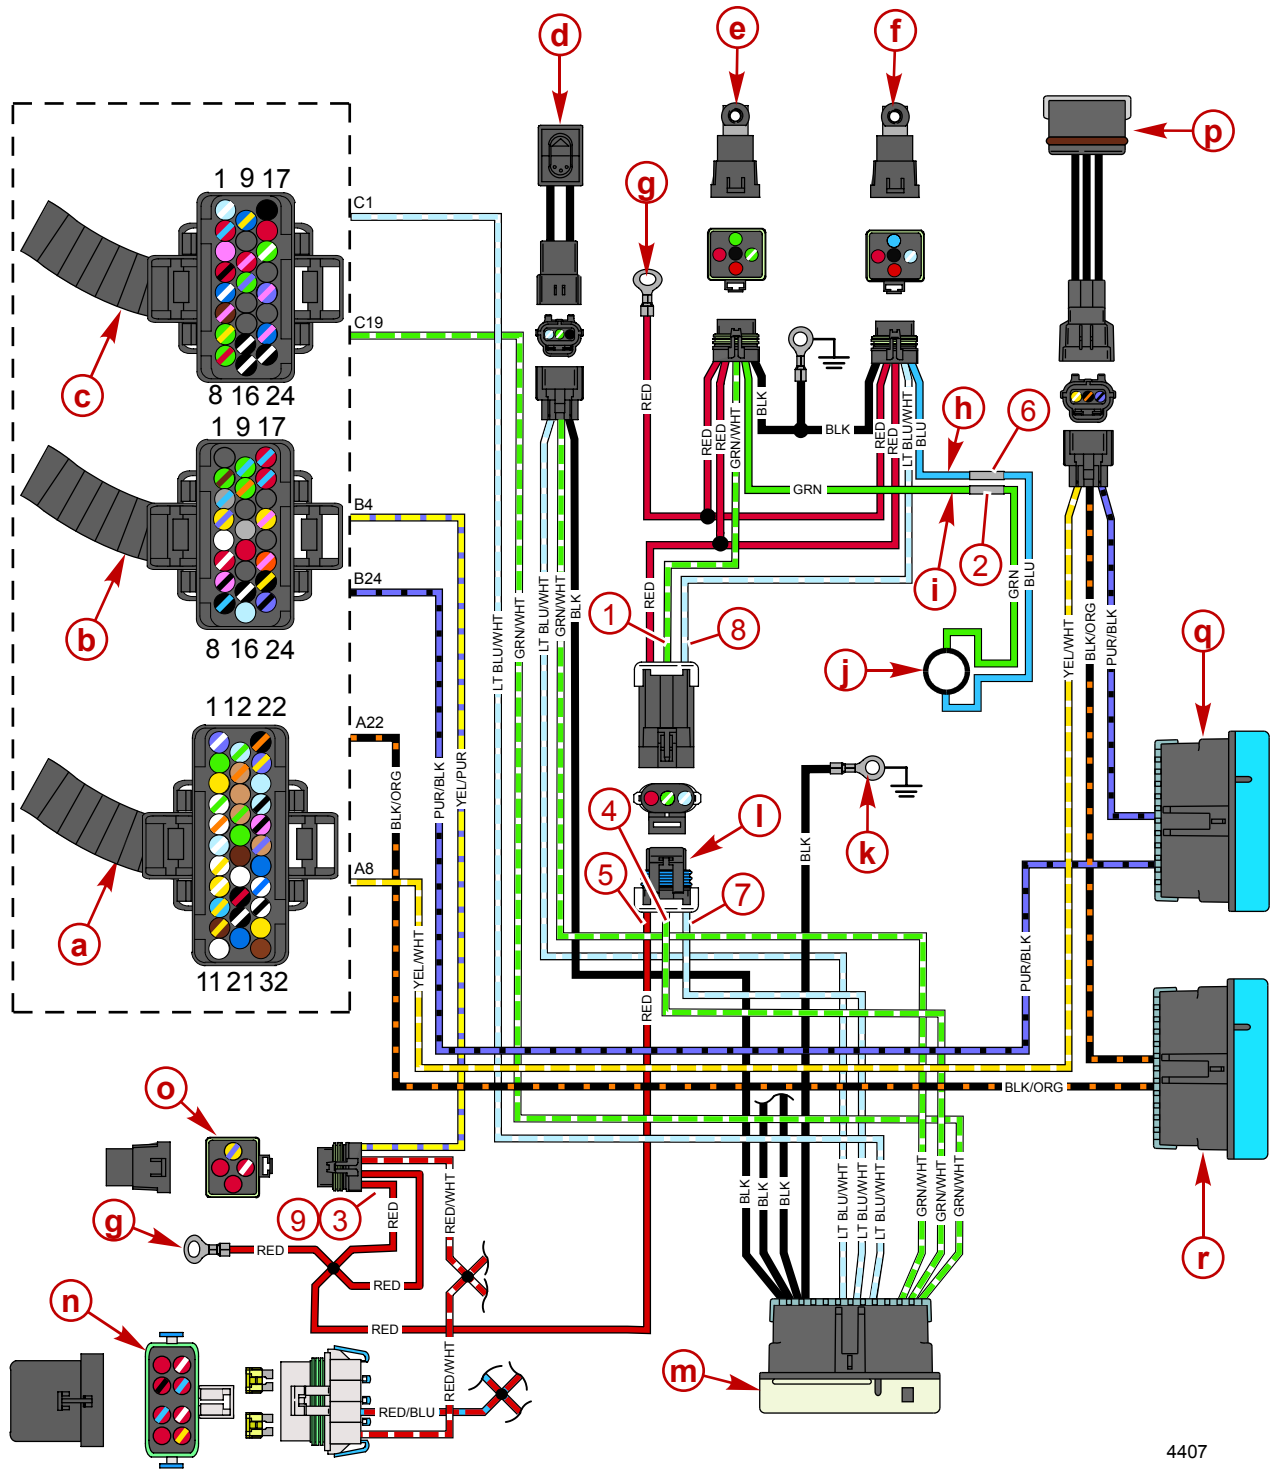 d
e
f
p
g
1 9 17
C1
C19
8 16 24
c
RED
RED
RED
GRN/WHT
BLK
BLK
RED
RED
LT BLU/WHT
BLU
h
6
GRN
i
2
1 9 17
B4
B24
8 16 24
b
LT BLU/WHT
GRN/WHT
BLK
LT BLU/WHT
GRN/WHT
RED
1
8
GRN
BLU
YEL/WHT
BLK/ORG
PUR/BLK
j
q
1 12 22
A22
A8
11 21 32
a
BLK/ORG
PUR/BLK
YEL/PUR
YEL/WHT
4
5
7
l
BLK
k
RED
PUR/BLK
BLK/ORG
o
g
9
3
RED
RED
RED
RED
RED/WHT
RED/WHT
RED/BLU
n
BLK
BLK
BLK
LT BLU/WHT
LT BLU/WHT
LT BLU/WHT
GRN/WHT
GRN/WHT
GRN/WHT
m
r
4407